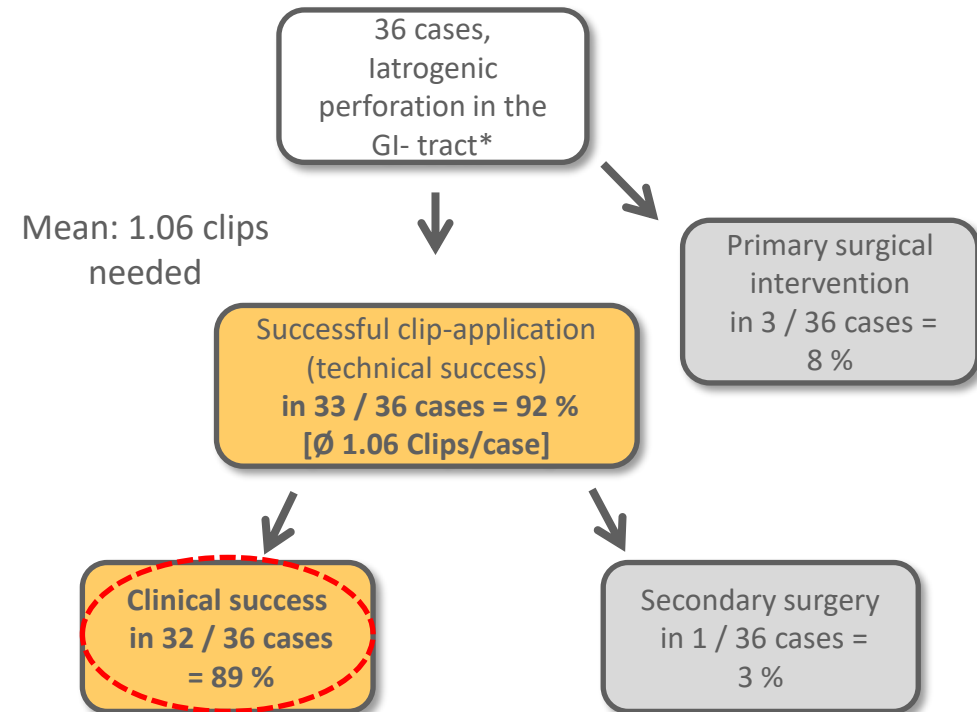 36 cases,
Iatrogenic
perforation in the
GI- tract*
Mean: 1.06 clips
needed
Primary surgical
intervention
in 3 / 36 cases =
8 %
Successful clip-application
(technical success)
in 33 / 36 cases = 92 %
[Ø 1.06 Clips/case]
Clinical success
in 32 / 36 cases
= 89 %
Secondary surgery
in 1 / 36 cases =
3 %